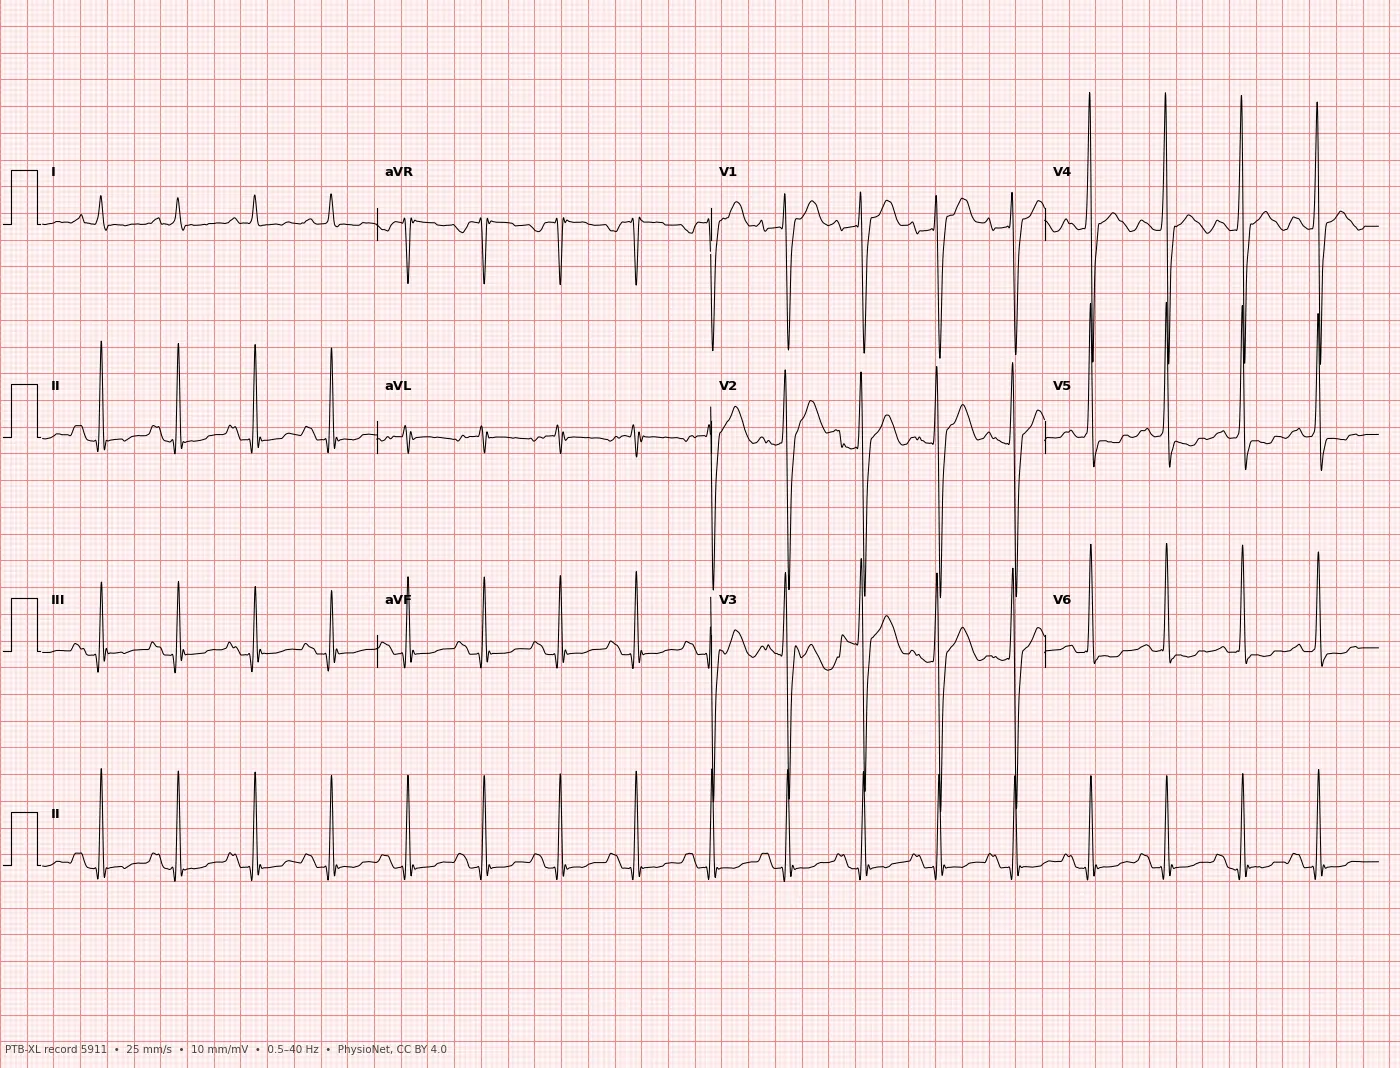 I aVR V1 V4
II aVL V2 V5
III aVF V3 V6
II
PTB-XL record 5911 • 25 mm/s • 10 mm/mV • 0.5–40 Hz • PhysioNet, CC BY 4.0